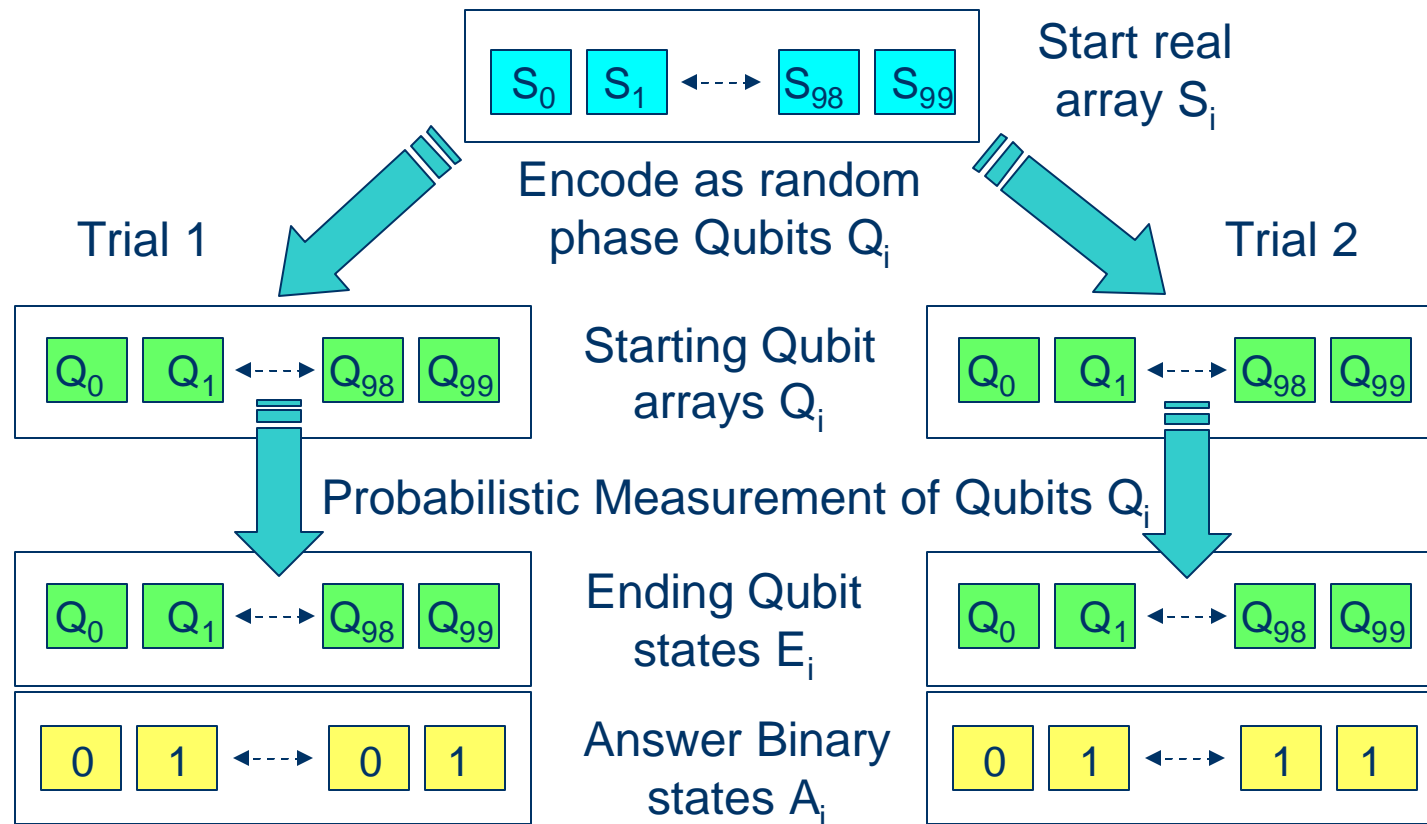 S₀ S₁ S₉₈ S₉₉
Start real
array Sᵢ
Encode as random
phase Qubits Qᵢ
Trial 1
Trial 2
Q₀ Q₁ Q₉₈ Q₉₉
Starting Qubit
arrays Qᵢ
Q₀ Q₁ Q₉₈ Q₉₉
Probabilistic Measurement of Qubits Qᵢ
Q₀ Q₁ Q₉₈ Q₉₉
Ending Qubit
states Eᵢ
Q₀ Q₁ Q₉₈ Q₉₉
0 1 0 1
Answer Binary
states Aᵢ
0 1 1 1